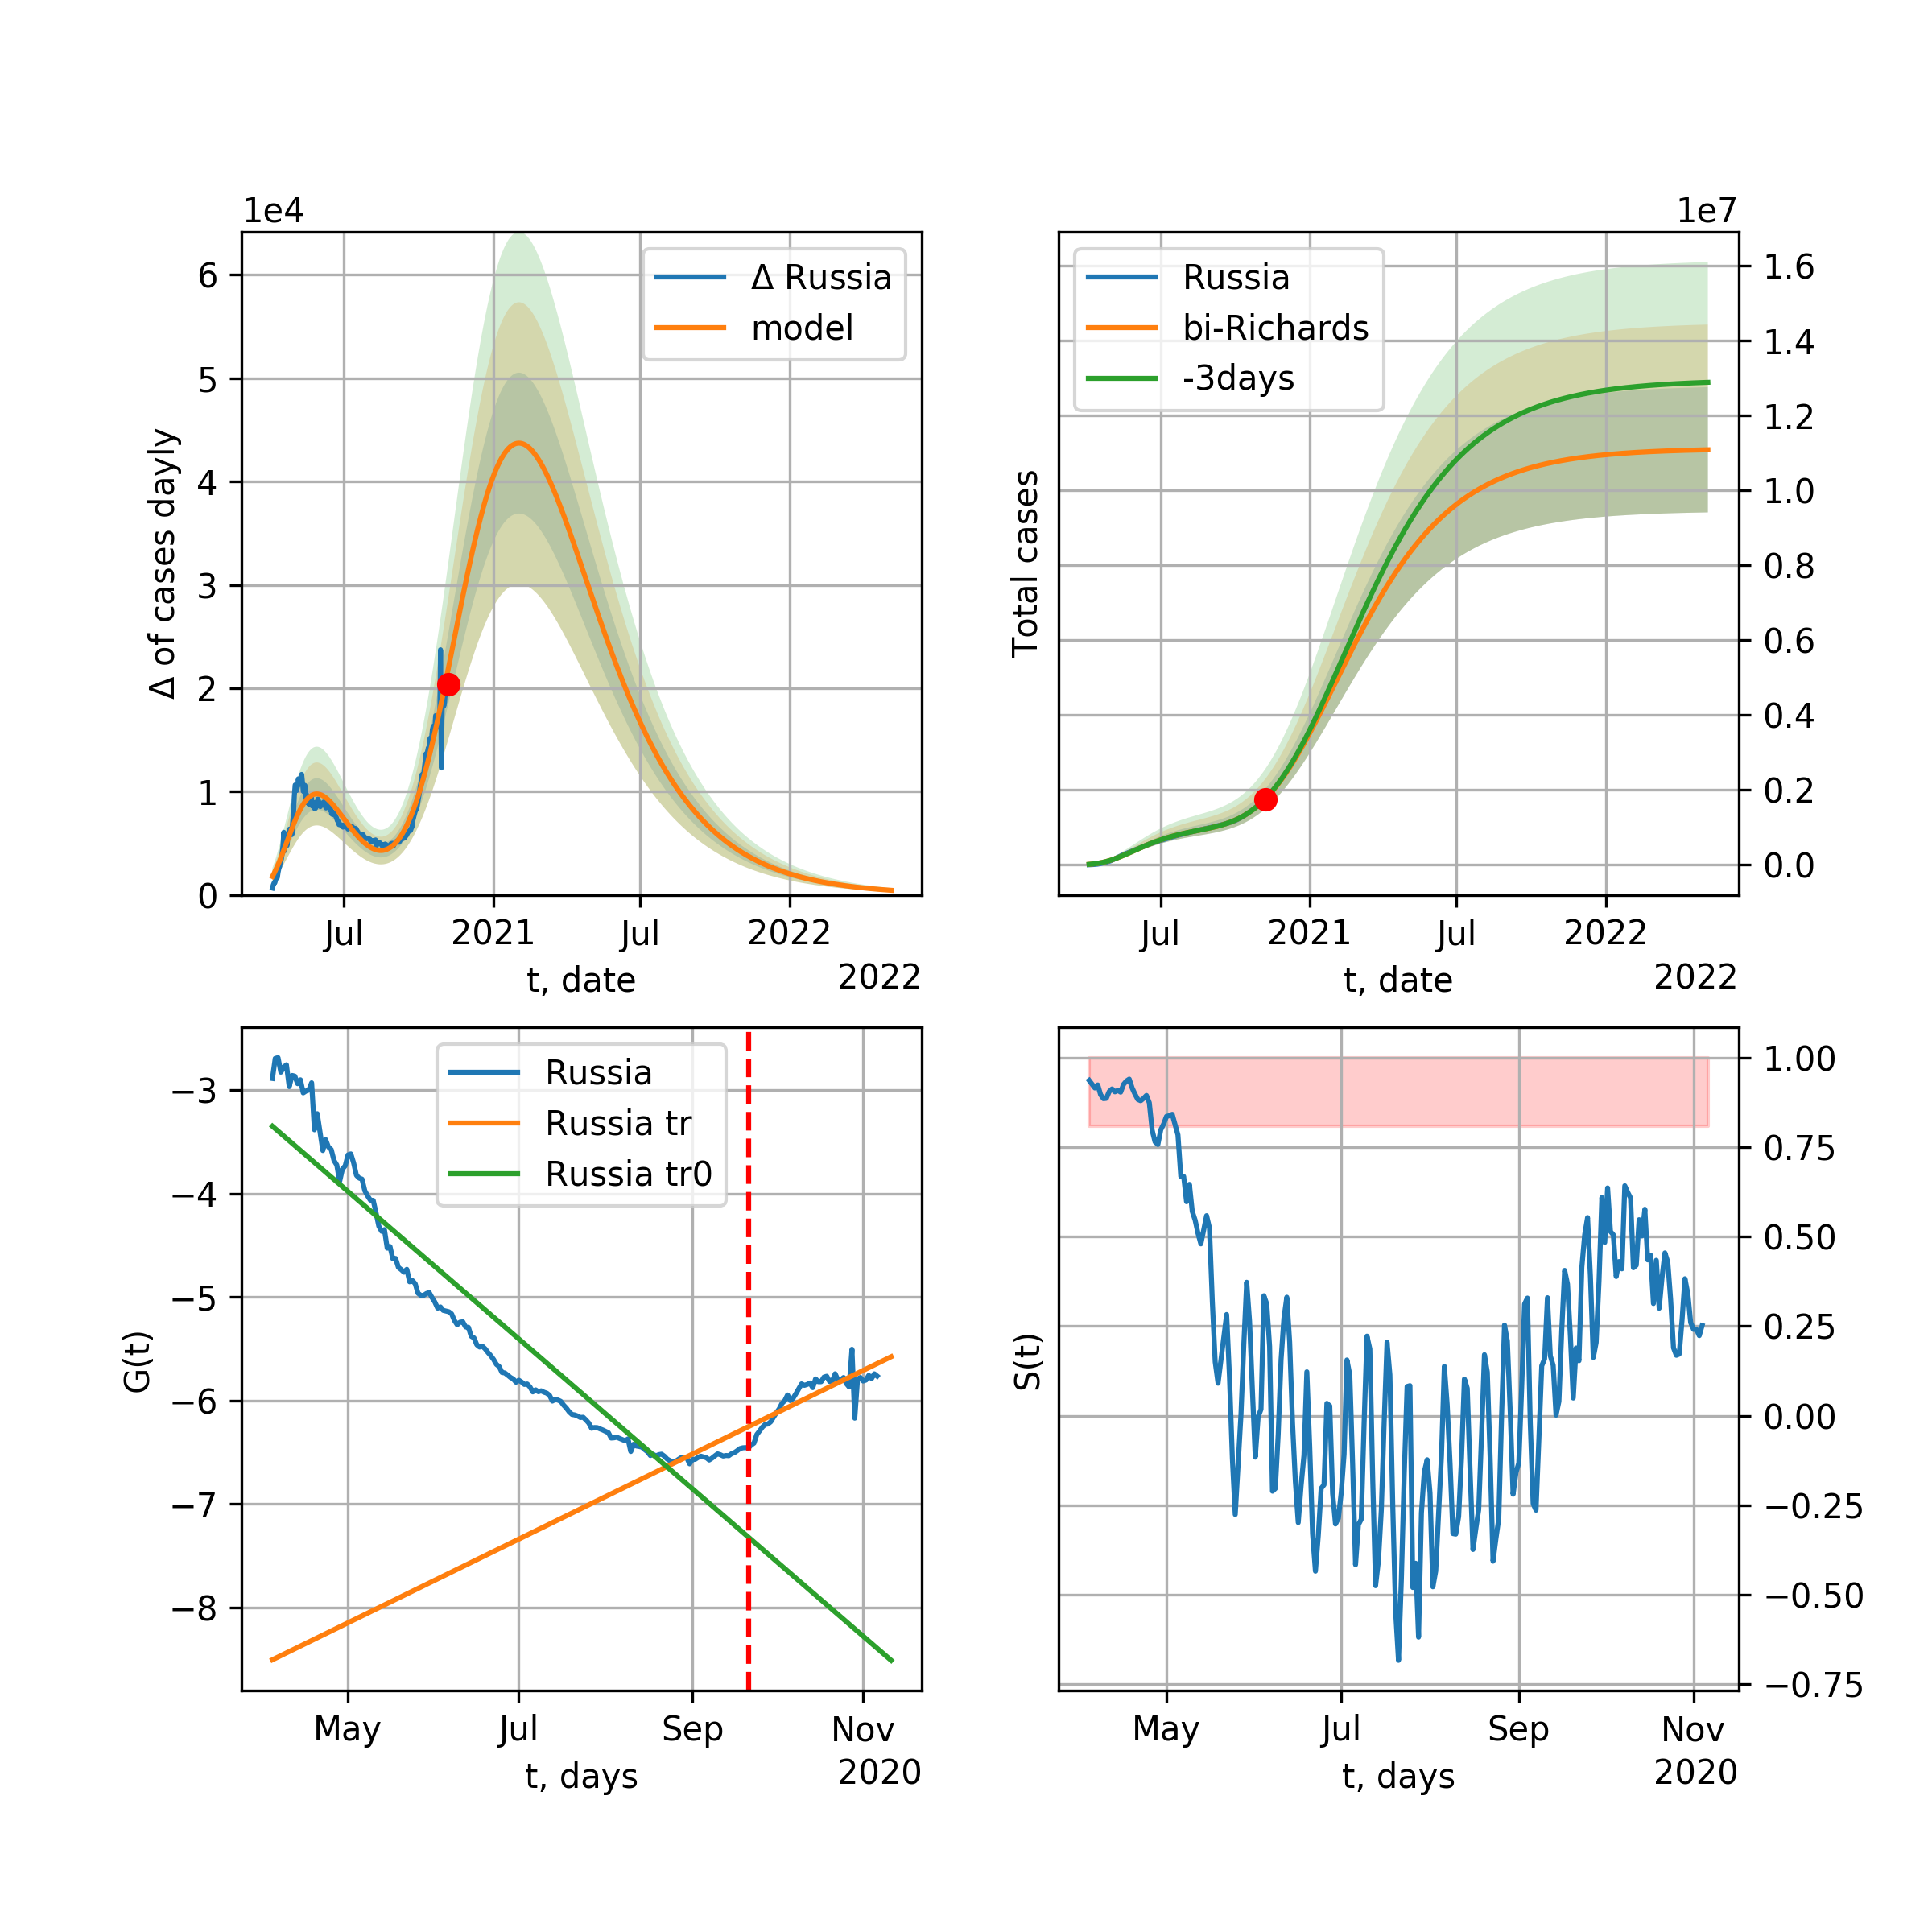 1e4
6
5
4
3
2
1
0
Δ of cases dayly
Δ Russia
model
Jul
2021
Jul
2022
t, date
2022
1e7
1.6
1.4
1.2
1.0
0.8
0.6
0.4
0.2
0.0
Total cases
Russia
bi-Richards
-3days
Jul
2021
Jul
2022
t, date
2022
−3
−4
−5
−6
−7
−8
G(t)
Russia
Russia tr
Russia tr0
May
Jul
Sep
Nov
t, days
2020
1.00
0.75
0.50
0.25
0.00
−0.25
−0.50
−0.75
S(t)
May
Jul
Sep
Nov
t, days
2020